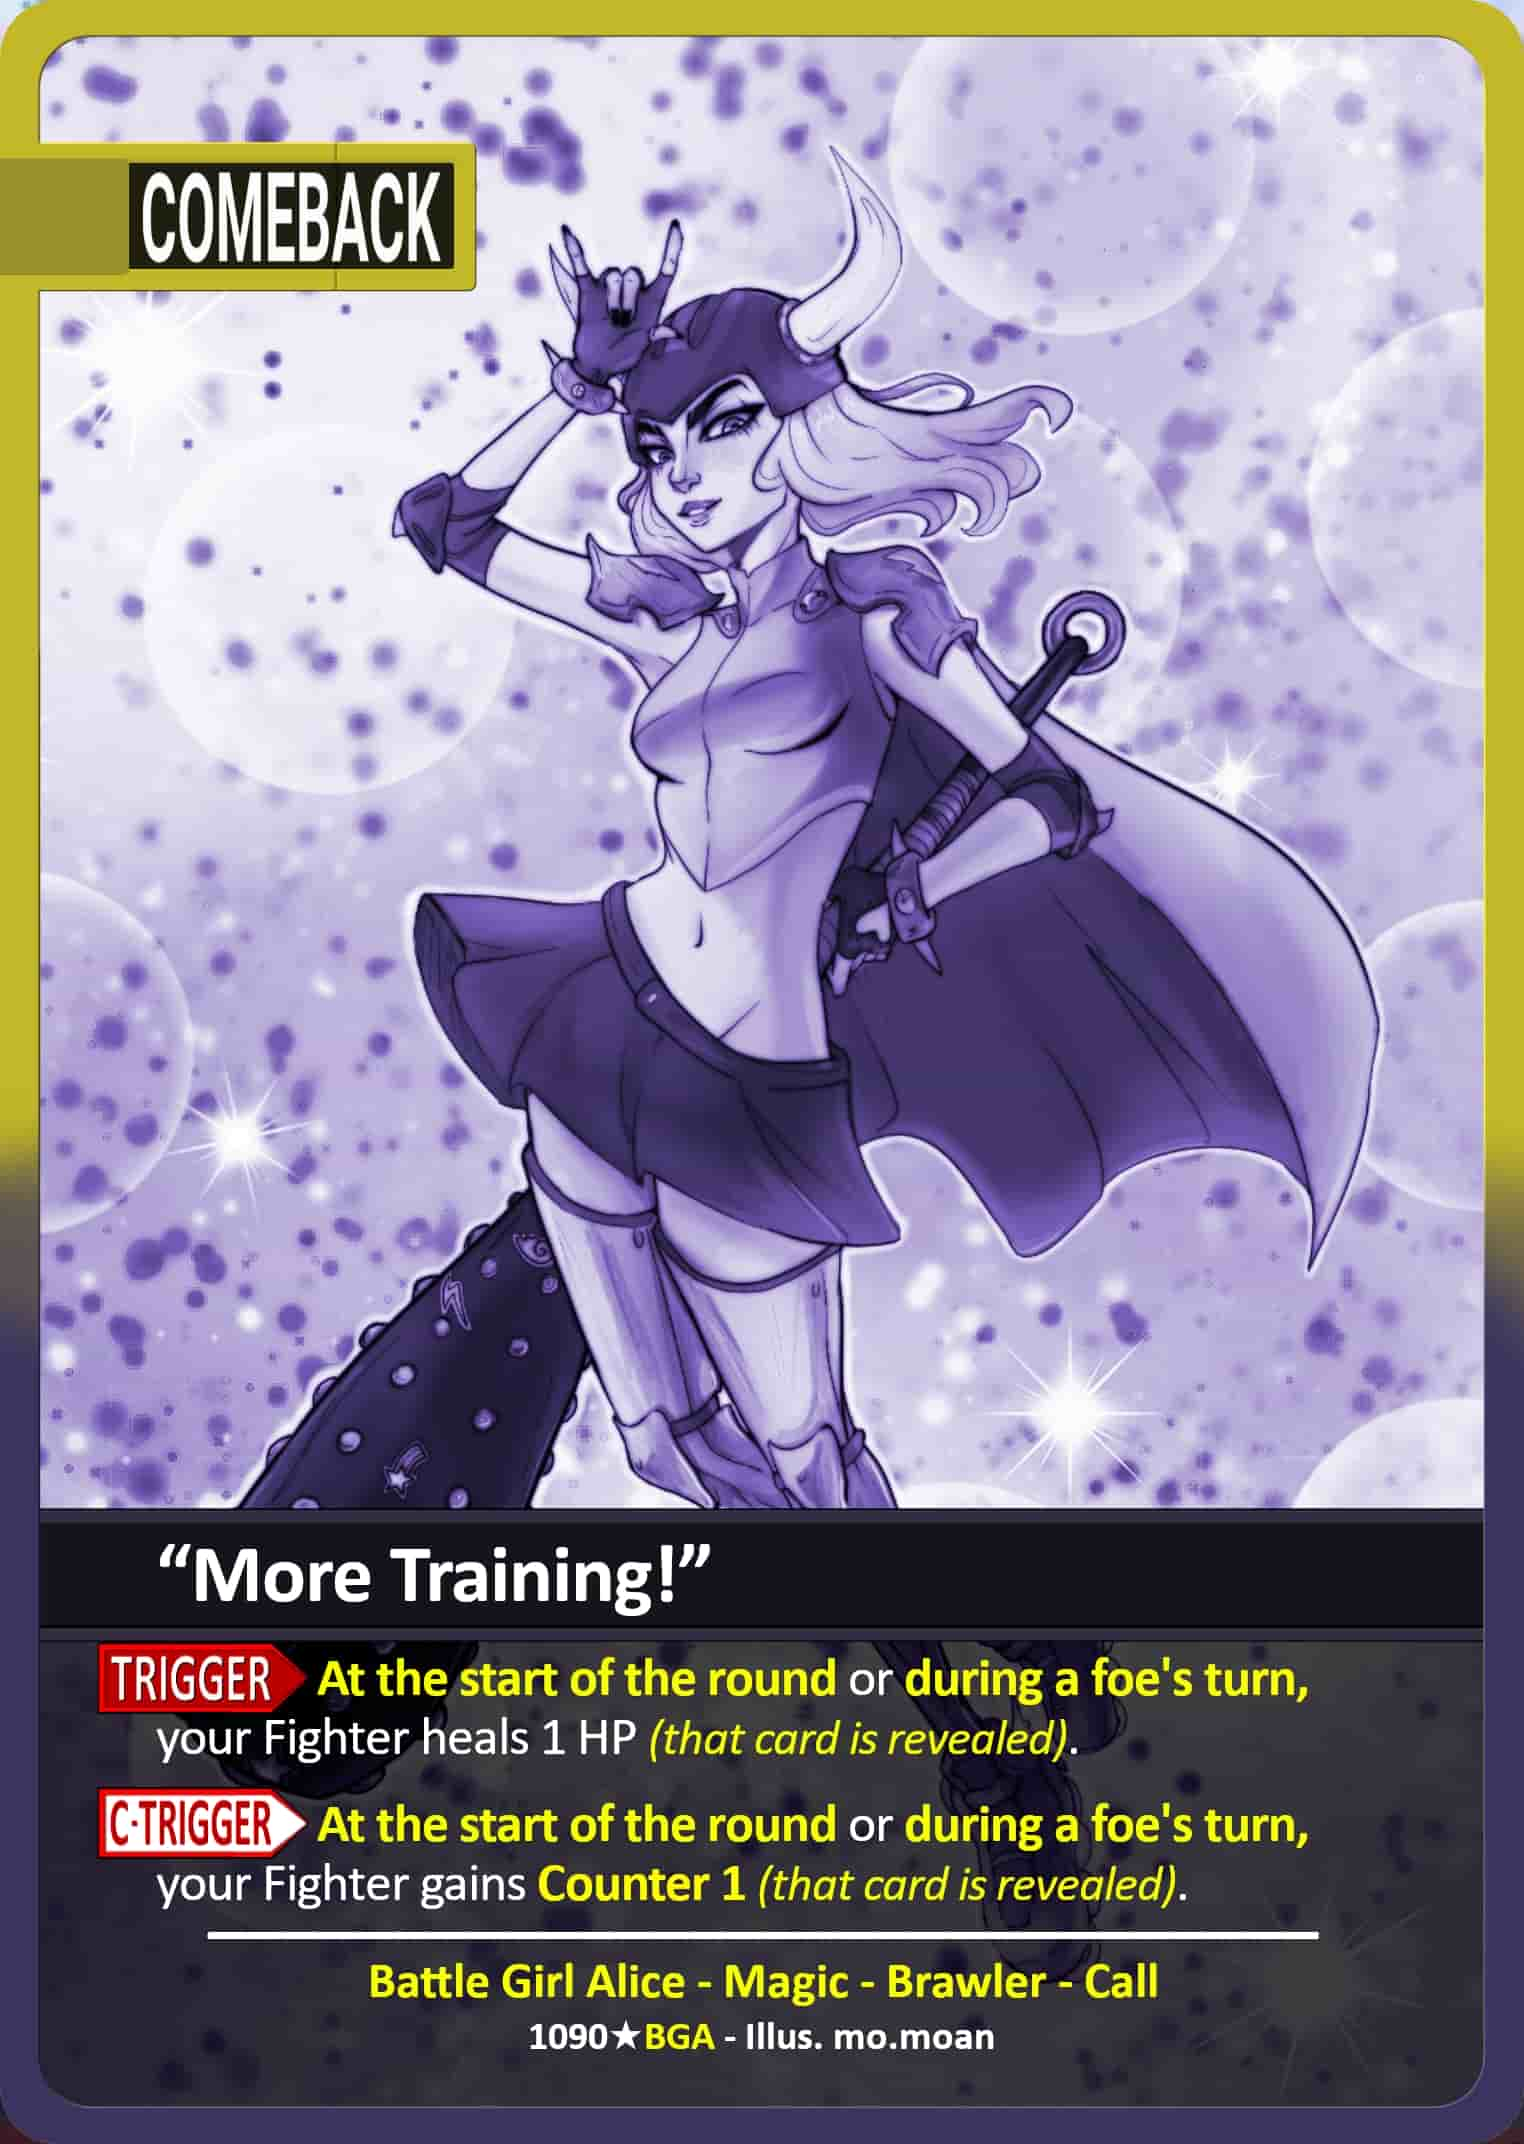 COMEBACK
“More Training!”
TRIGGER At the start of the round or during a foe's turn,
your Fighter heals 1 HP (that card is revealed).
C·TRIGGER At the start of the round or during a foe's turn,
your Fighter gains Counter 1 (that card is revealed).
Battle Girl Alice - Magic - Brawler - Call
1090★BGA - Illus. mo.moan